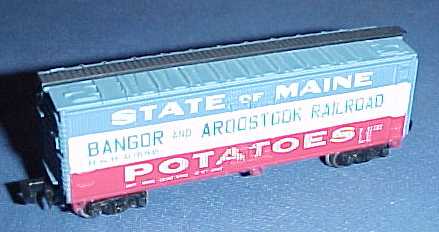 STATE OF MAINE
BANGOR AND AROOSTOOK RAILROAD
POTATOES